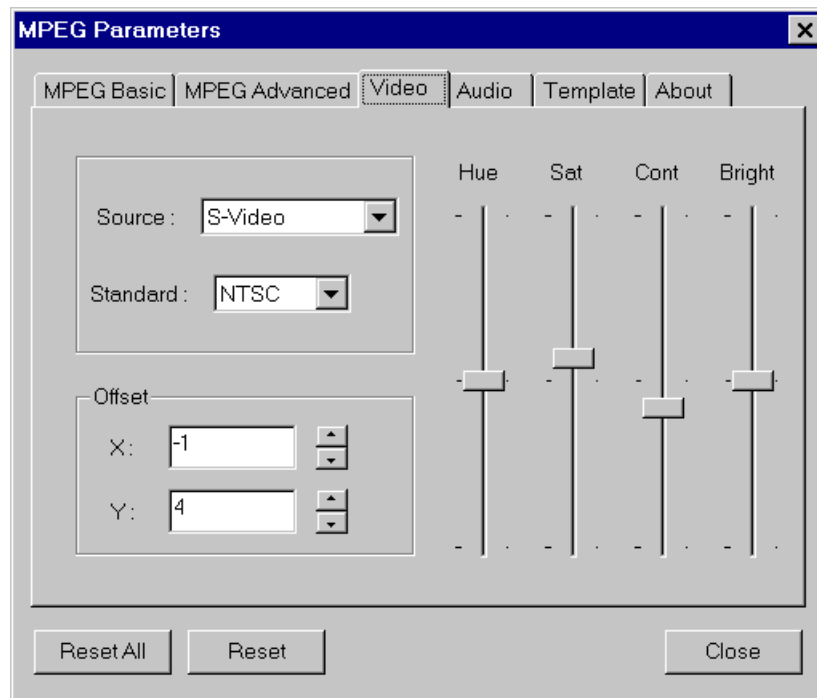 MPEG Parameters
MPEG Basic MPEG Advanced Video Audio Template About
Source : S-Video
Standard : NTSC
Offset
X : -1
Y : 4
Hue Sat Cont Bright
Reset All Reset Close